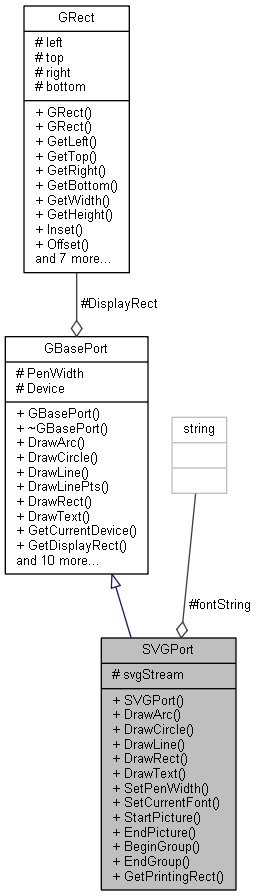 GRect
# left
# top
# right
# bottom
+ GRect()
+ GRect()
+ GetLeft()
+ GetTop()
+ GetRight()
+ GetBottom()
+ GetWidth()
+ GetHeight()
+ Inset()
+ Offset()
and 7 more...
#DisplayRect
GBasePort
# PenWidth
# Device
+ GBasePort()
+ ~GBasePort()
+ DrawArc()
+ DrawCircle()
+ DrawLine()
+ DrawLinePts()
+ DrawRect()
+ DrawText()
+ GetCurrentDevice()
+ GetDisplayRect()
and 10 more...
string
#fontString
SVGPort
# svgStream
+ SVGPort()
+ DrawArc()
+ DrawCircle()
+ DrawLine()
+ DrawRect()
+ DrawText()
+ SetPenWidth()
+ SetCurrentFont()
+ StartPicture()
+ EndPicture()
+ BeginGroup()
+ EndGroup()
+ GetPrintingRect()